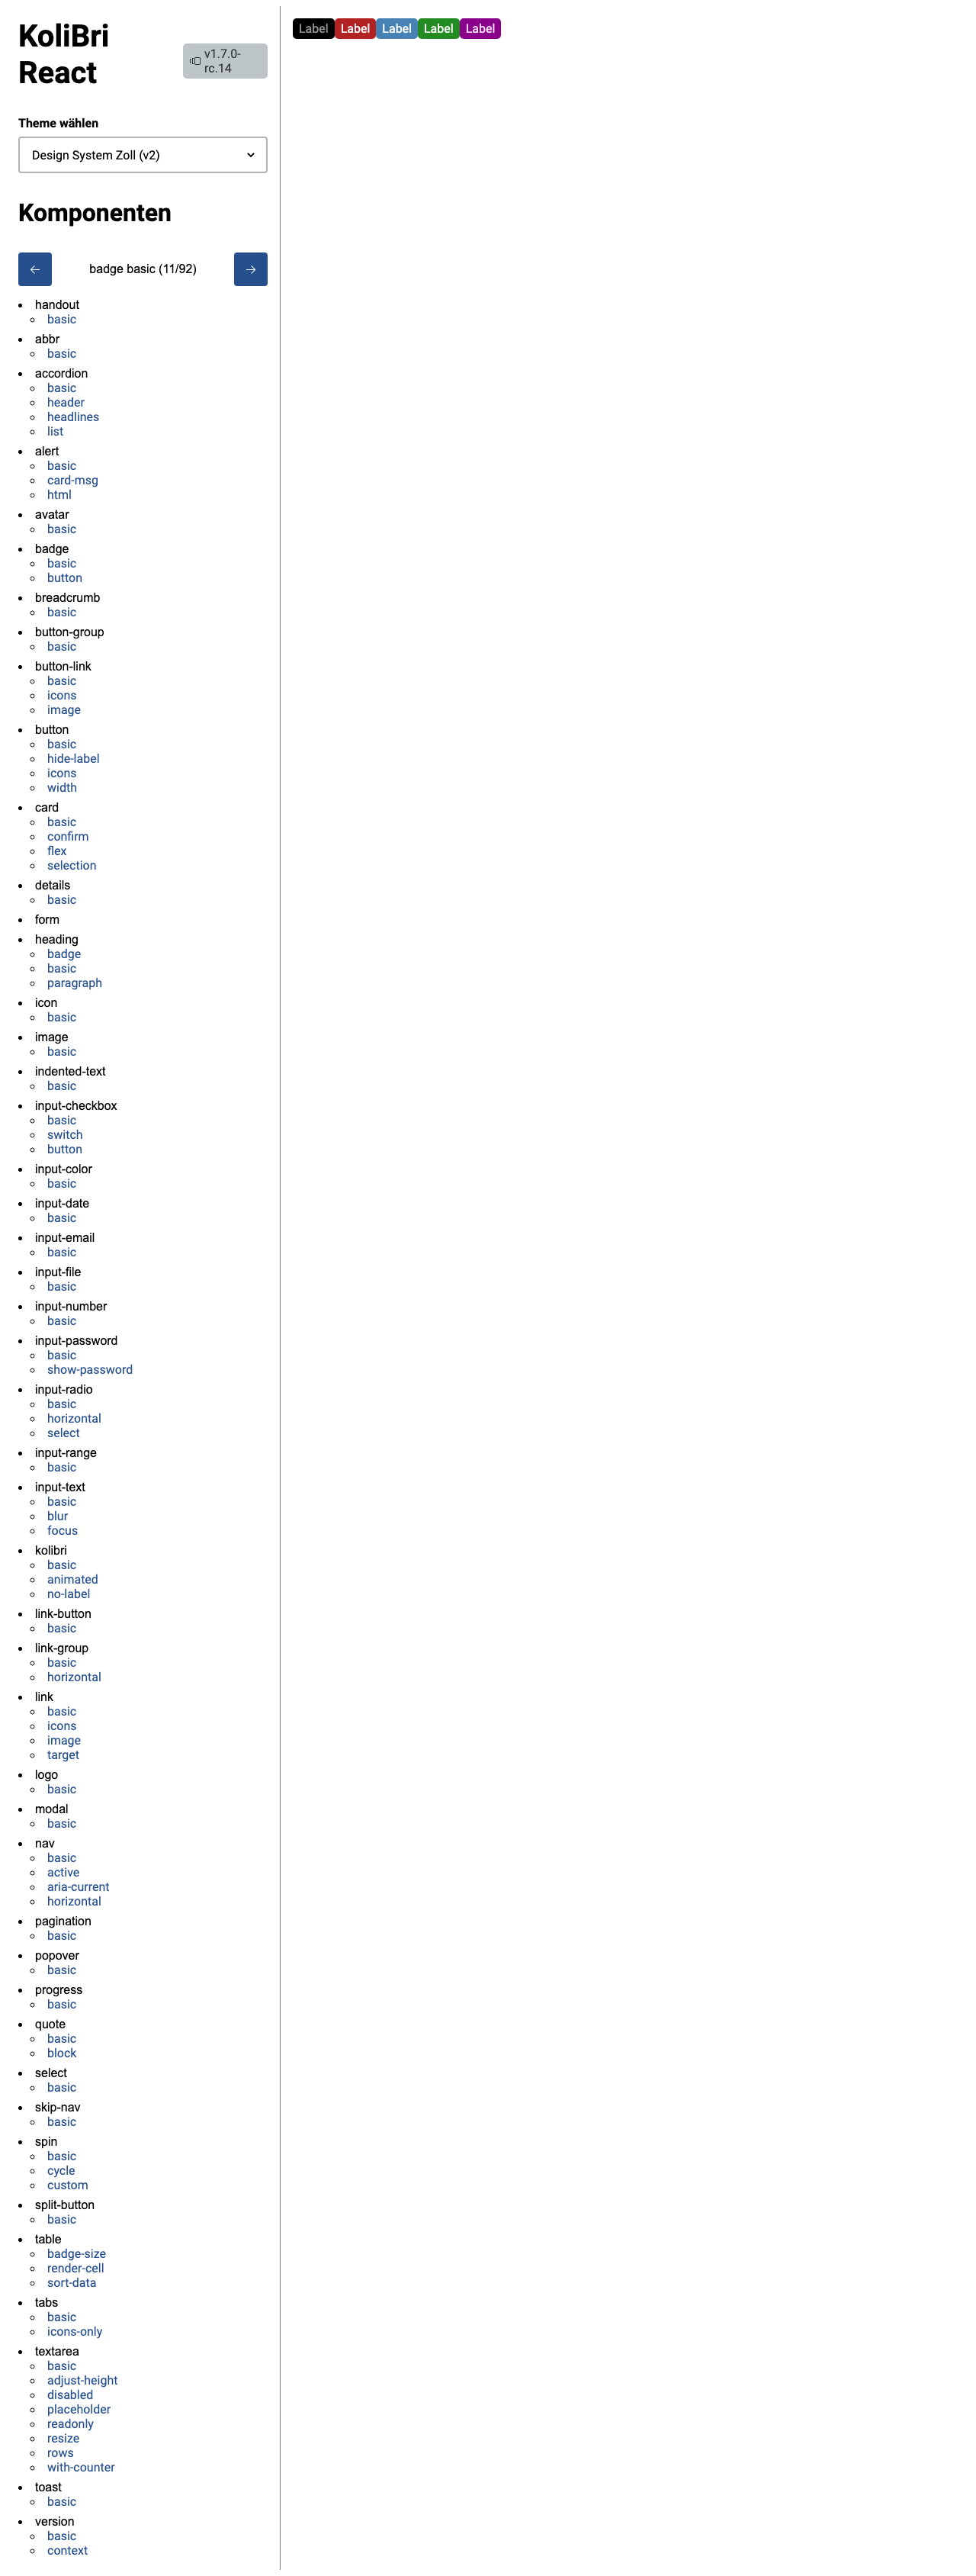 KoliBri
React
v1.7.0-
rc.14
Theme wählen
Design System Zoll (v2)
Komponenten
badge basic (11/92)
handout
basic
abbr
basic
accordion
basic
header
headlines
list
alert
basic
card-msg
html
avatar
basic
badge
basic
button
breadcrumb
basic
button-group
basic
button-link
basic
icons
image
button
basic
hide-label
icons
width
card
basic
confirm
flex
selection
details
basic
form
heading
badge
basic
paragraph
icon
basic
image
basic
indented-text
basic
input-checkbox
basic
switch
button
input-color
basic
input-date
basic
input-email
basic
input-file
basic
input-number
basic
input-password
basic
show-password
input-radio
basic
horizontal
select
input-range
basic
input-text
basic
blur
focus
kolibri
basic
animated
no-label
link-button
basic
link-group
basic
horizontal
link
basic
icons
image
target
logo
basic
modal
basic
nav
basic
active
aria-current
horizontal
pagination
basic
popover
basic
progress
basic
quote
basic
block
select
basic
skip-nav
basic
spin
basic
cycle
custom
split-button
basic
table
badge-size
render-cell
sort-data
tabs
basic
icons-only
textarea
basic
adjust-height
disabled
placeholder
readonly
resize
rows
with-counter
toast
basic
version
basic
context
Label Label Label Label Label